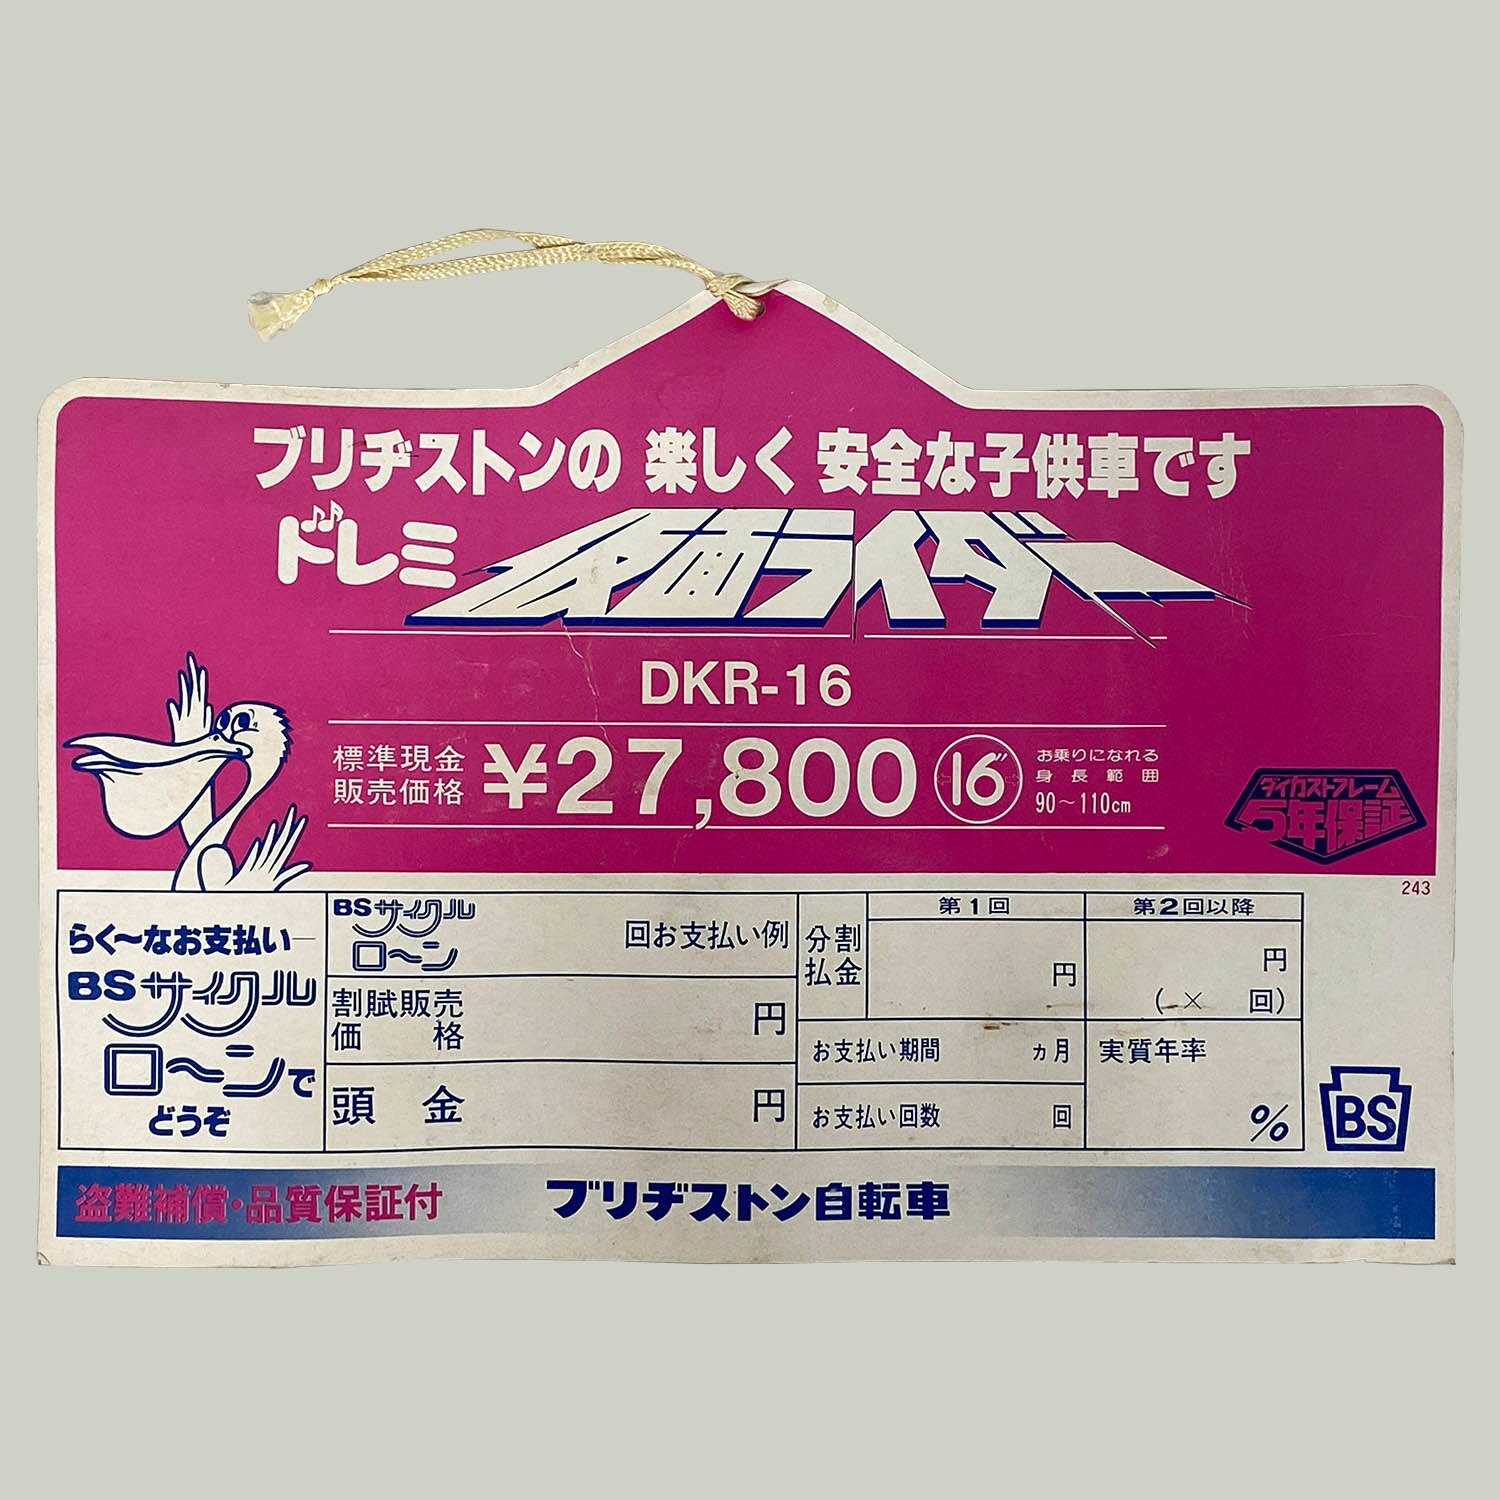 ブリヂストンの 楽しく 安全な子供車です
ドレミ 仮面ライダー
DKR-16
標準現金
販売価格
¥27,800
16"
お乗りになれる
身長範囲
90〜110cm
ダイカストフレーム
5年保証
243
らく〜なお支払い
BSサイクル
ローンで
どうぞ
BSサイクル
ローン
回お支払い例
割賦販売
価格
円
頭金
円
分割
払金
第1回
円
第2回以降
円
( × 回)
お支払い期間 ヵ月
お支払い回数 回
実質年率
%
BS
盗難補償・品質保証付
ブリヂストン自転車